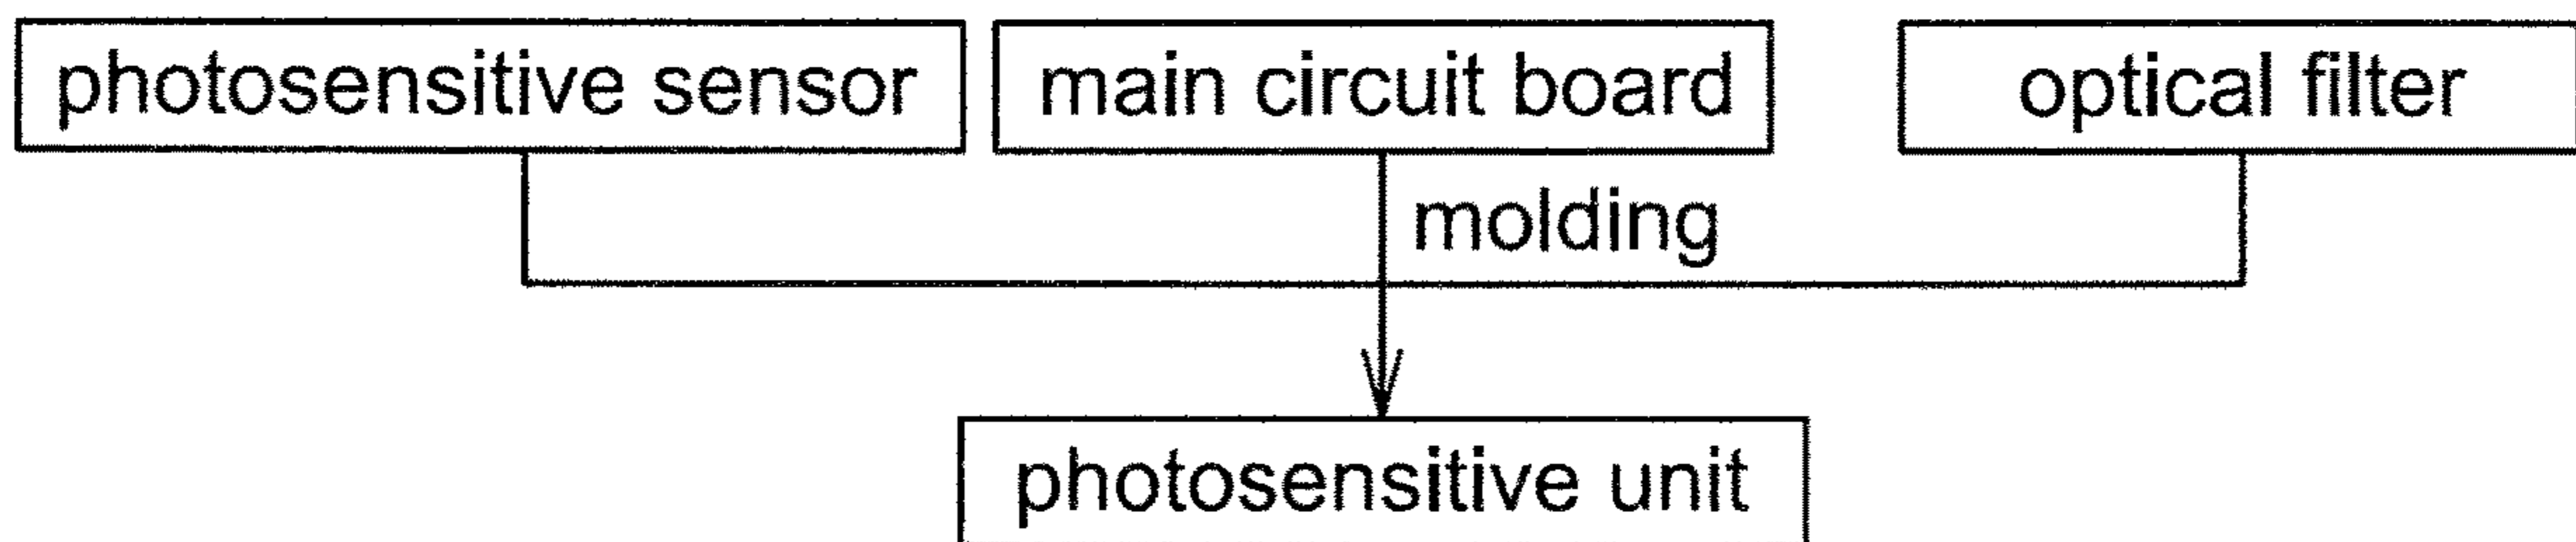 photosensitive sensor
main circuit board
optical filter
molding
photosensitive unit